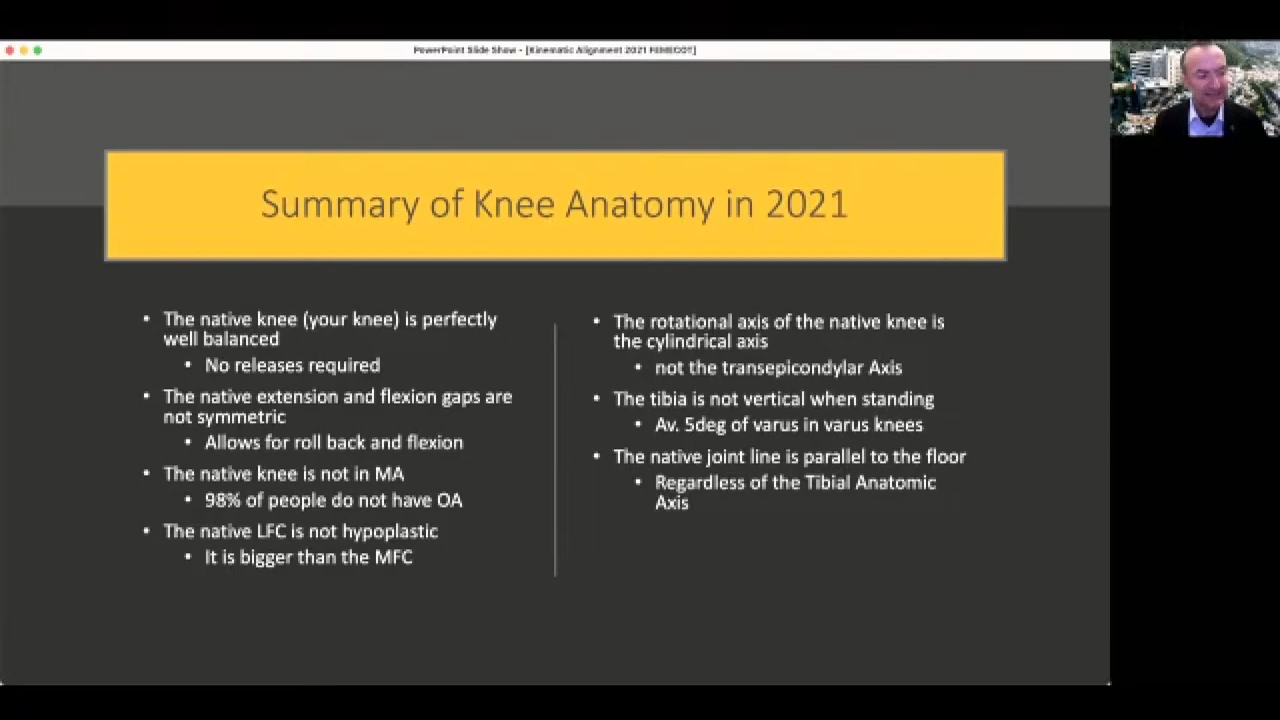 PowerPoint Slide Show - [Kinematic Alignment 2021 FEMECOT]
Summary of Knee Anatomy in 2021
• The native knee (your knee) is perfectly
well balanced
• No releases required
• The native extension and flexion gaps are
not symmetric
• Allows for roll back and flexion
• The native knee is not in MA
• 98% of people do not have OA
• The native LFC is not hypoplastic
• It is bigger than the MFC
• The rotational axis of the native knee is
the cylindrical axis
• not the transepicondylar Axis
• The tibia is not vertical when standing
• Av. 5deg of varus in varus knees
• The native joint line is parallel to the floor
• Regardless of the Tibial Anatomic
Axis